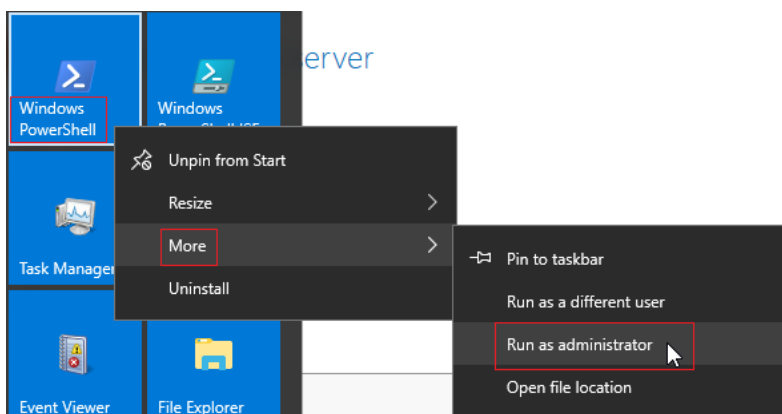 erver
Windows
PowerShell
Windows
Unpin from Start
Resize
More
Uninstall
Task Manager
Pin to taskbar
Run as a different user
Run as administrator
Open file location
Event Viewer
File Explorer